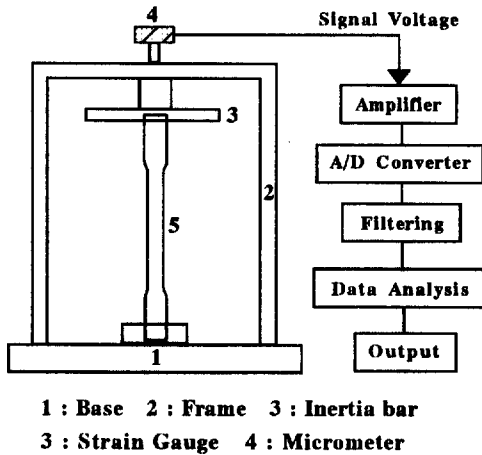 4
Signal Voltage
Amplifier
3
A/D Converter
2
Filtering
5
Data Analysis
Output
1
1 : Base 2 : Frame 3 : Inertia bar
3 : Strain Gauge 4 : Micrometer